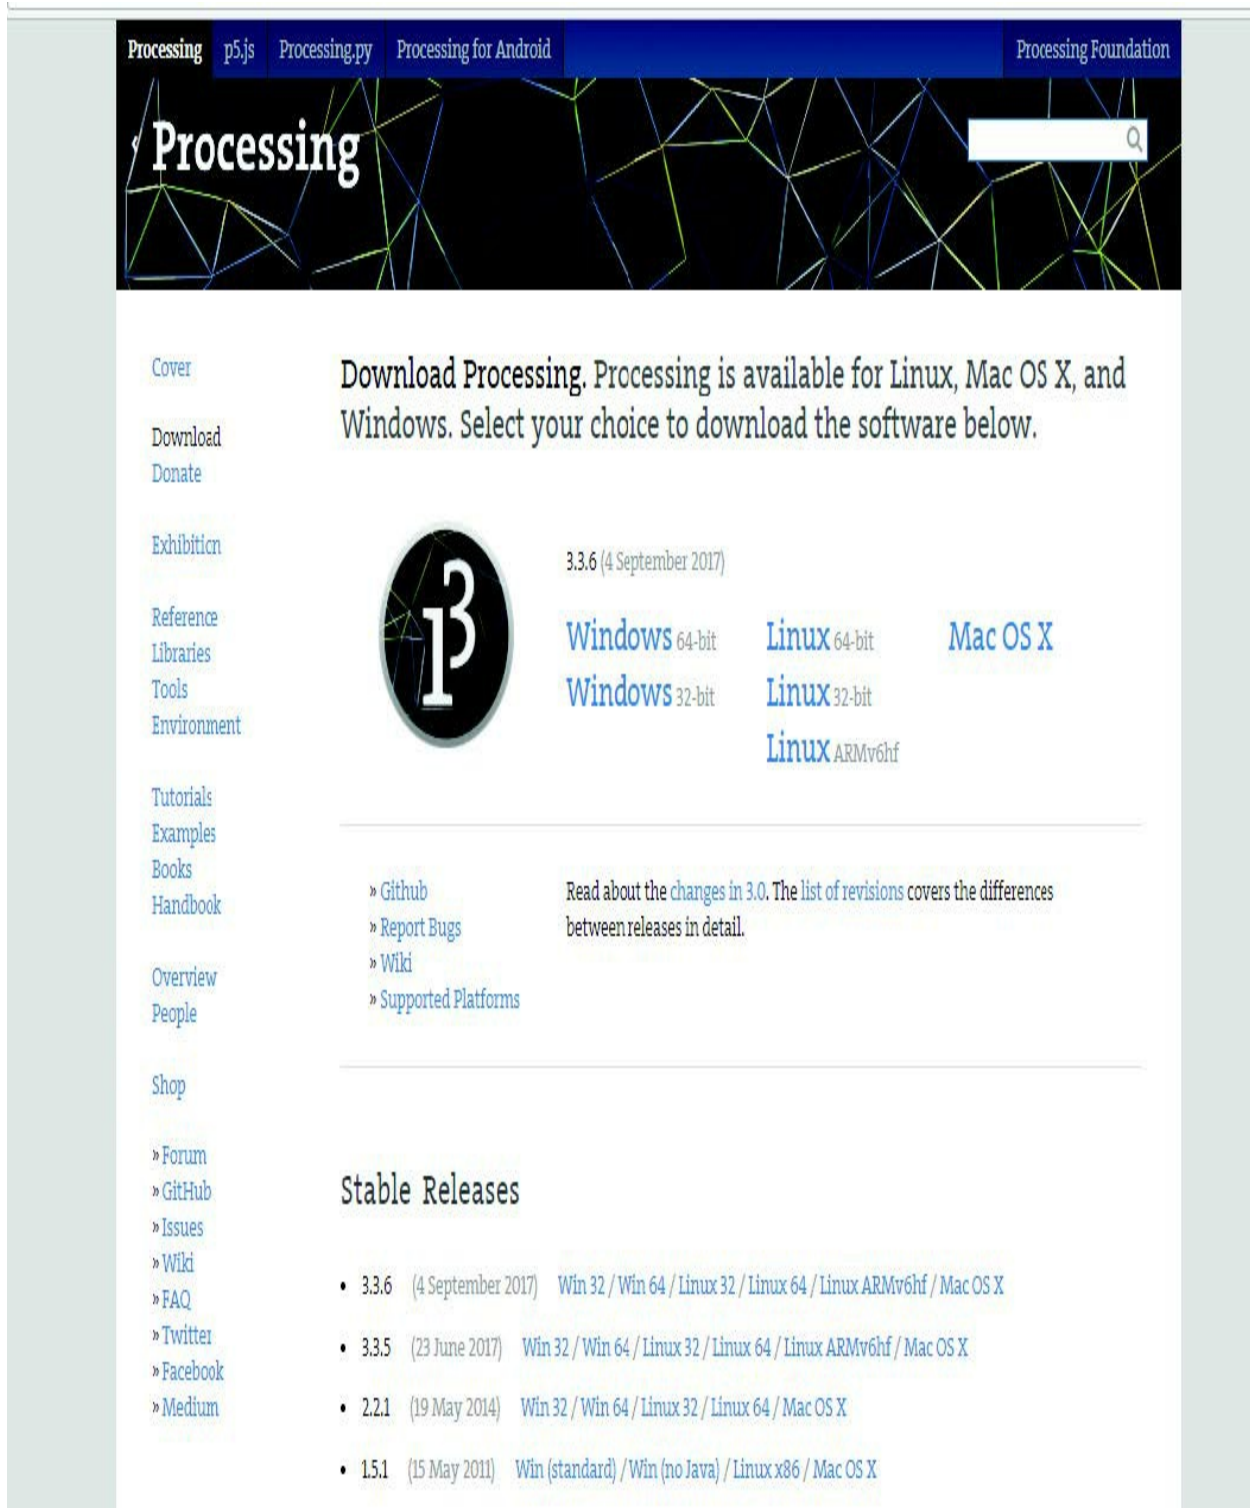 Processing p5.js Processing.py Processing for Android Processing Foundation
Processing
Cover
Download
Donate
Exhibition
Reference
Libraries
Tools
Environment
Tutorials
Examples
Books
Handbook
Overview
People
Shop
» Forum
» GitHub
» Issues
» Wiki
» FAQ
» Twitter
» Facebook
» Medium
Download Processing. Processing is available for Linux, Mac OS X, and
Windows. Select your choice to download the software below.
3
3.3.6 (4 September 2017)
Windows 64-bit
Windows 32-bit
Linux 64-bit
Linux 32-bit
Linux ARMv6hf
Mac OS X
» Github
» Report Bugs
» Wiki
» Supported Platforms
Read about the changes in 3.0. The list of revisions covers the differences
between releases in detail.
Stable Releases
• 3.3.6 (4 September 2017) Win 32 / Win 64 / Linux 32 / Linux 64 / Linux ARMv6hf / Mac OS X
• 3.3.5 (23 June 2017) Win 32 / Win 64 / Linux 32 / Linux 64 / Linux ARMv6hf / Mac OS X
• 2.2.1 (19 May 2014) Win 32 / Win 64 / Linux 32 / Linux 64 / Mac OS X
• 1.5.1 (15 May 2011) Win (standard) / Win (no Java) / Linux x86 / Mac OS X